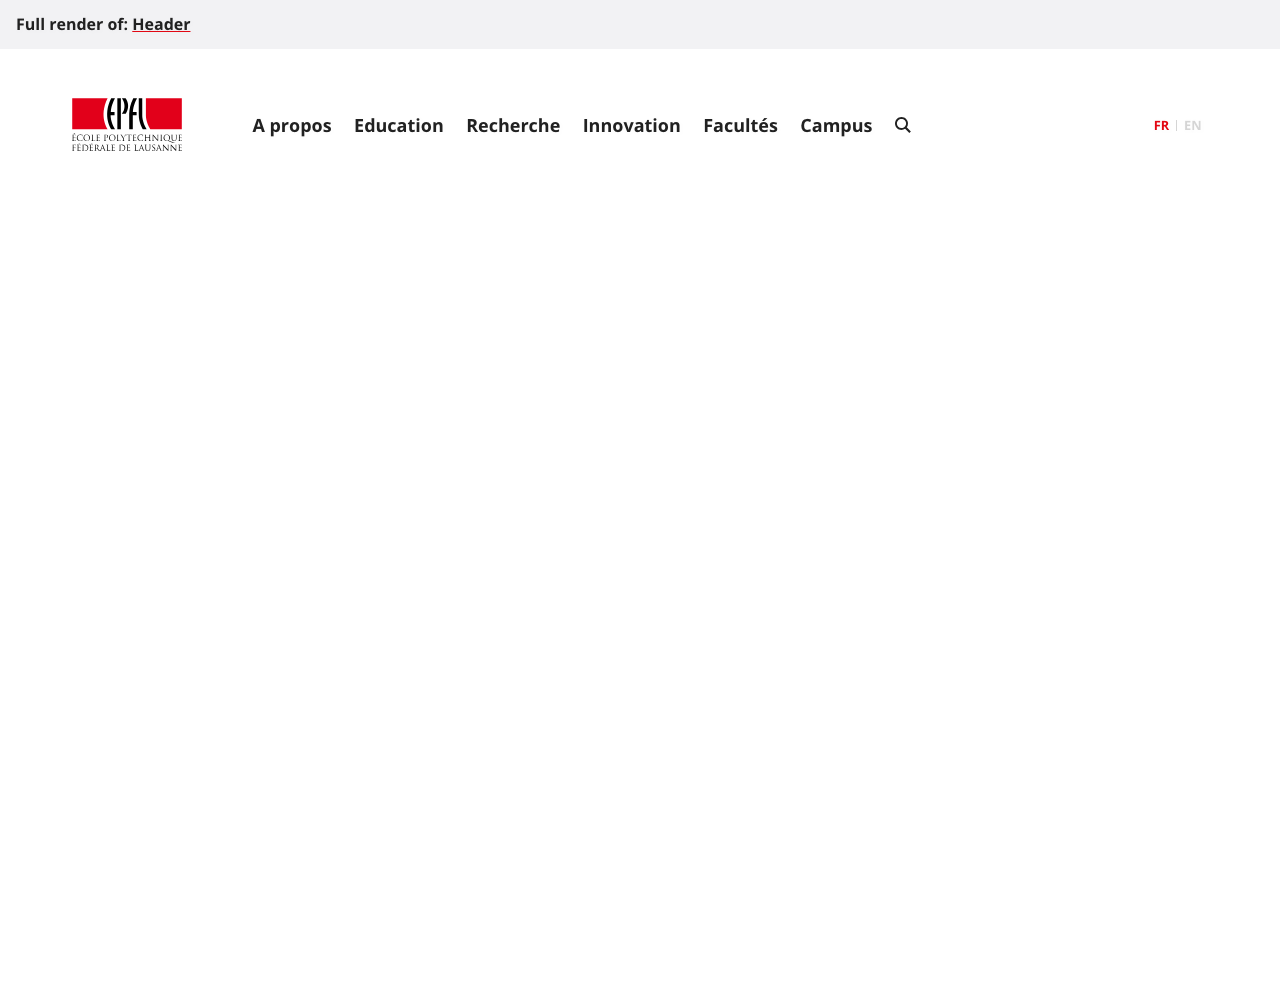 Full render of: Header
EPFL
ÉCOLE POLYTECHNIQUE
FÉDÉRALE DE LAUSANNE
A propos Education Recherche Innovation Facultés Campus
FR EN